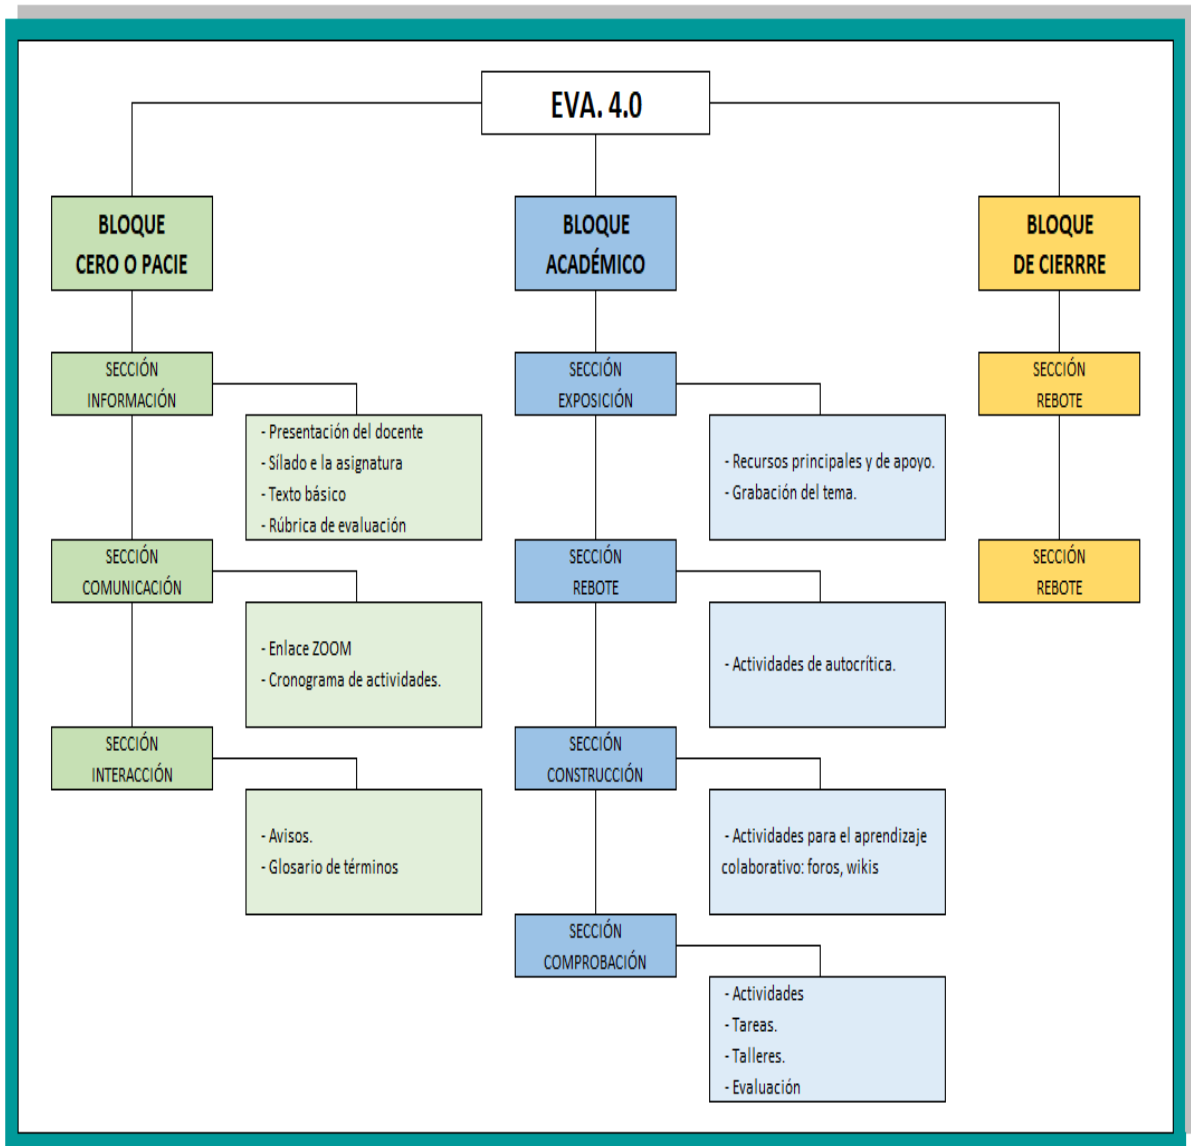 EVA. 4.0
BLOQUE
CERO O PACIE
SECCIÓN
INFORMACIÓN
- Presentación del docente
- Sílado e la asignatura
- Texto básico
- Rúbrica de evaluación
SECCIÓN
COMUNICACIÓN
- Enlace ZOOM
- Cronograma de actividades.
SECCIÓN
INTERACCIÓN
- Avisos.
- Glosario de términos
BLOQUE
ACADÉMICO
SECCIÓN
EXPOSICIÓN
- Recursos principales y de apoyo.
- Grabación del tema.
SECCIÓN
REBOTE
- Actividades de autocrítica.
SECCIÓN
CONSTRUCCIÓN
- Actividades para el aprendizaje
colaborativo: foros, wikis
SECCIÓN
COMPROBACIÓN
- Actividades
- Tareas.
- Talleres.
- Evaluación
BLOQUE
DE CIERRRE
SECCIÓN
REBOTE
SECCIÓN
REBOTE